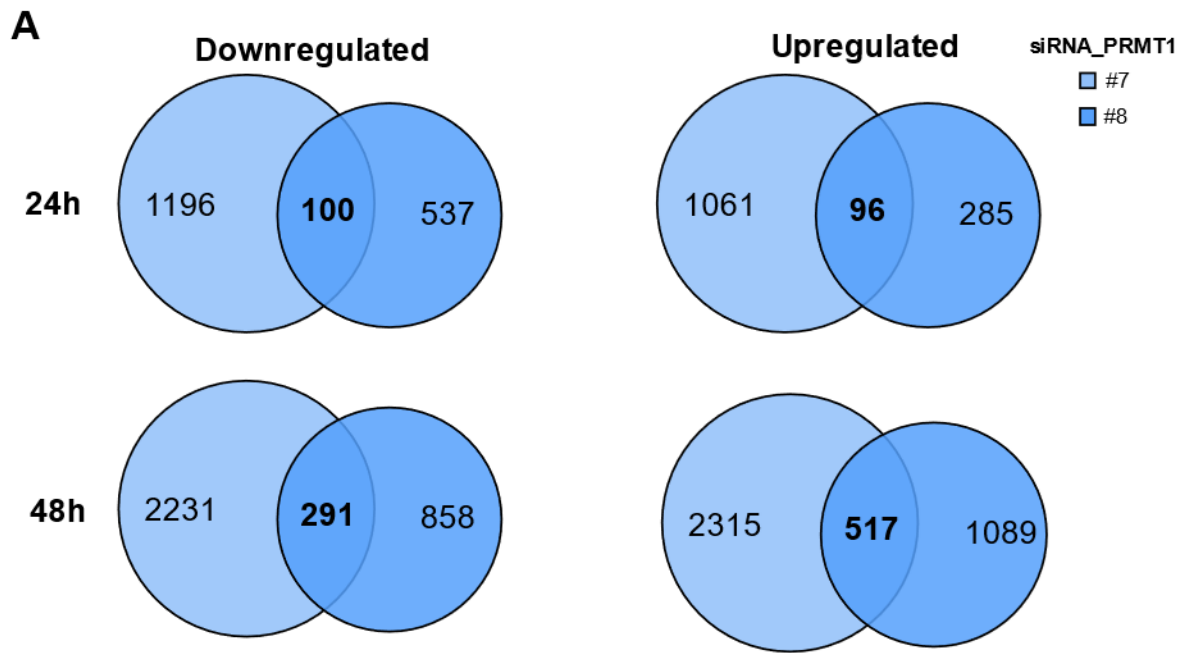 A
Downregulated
Upregulated
siRNA_PRMT1
#7
#8
24h
1196
100
537
1061
96
285
48h
2231
291
858
2315
517
1089